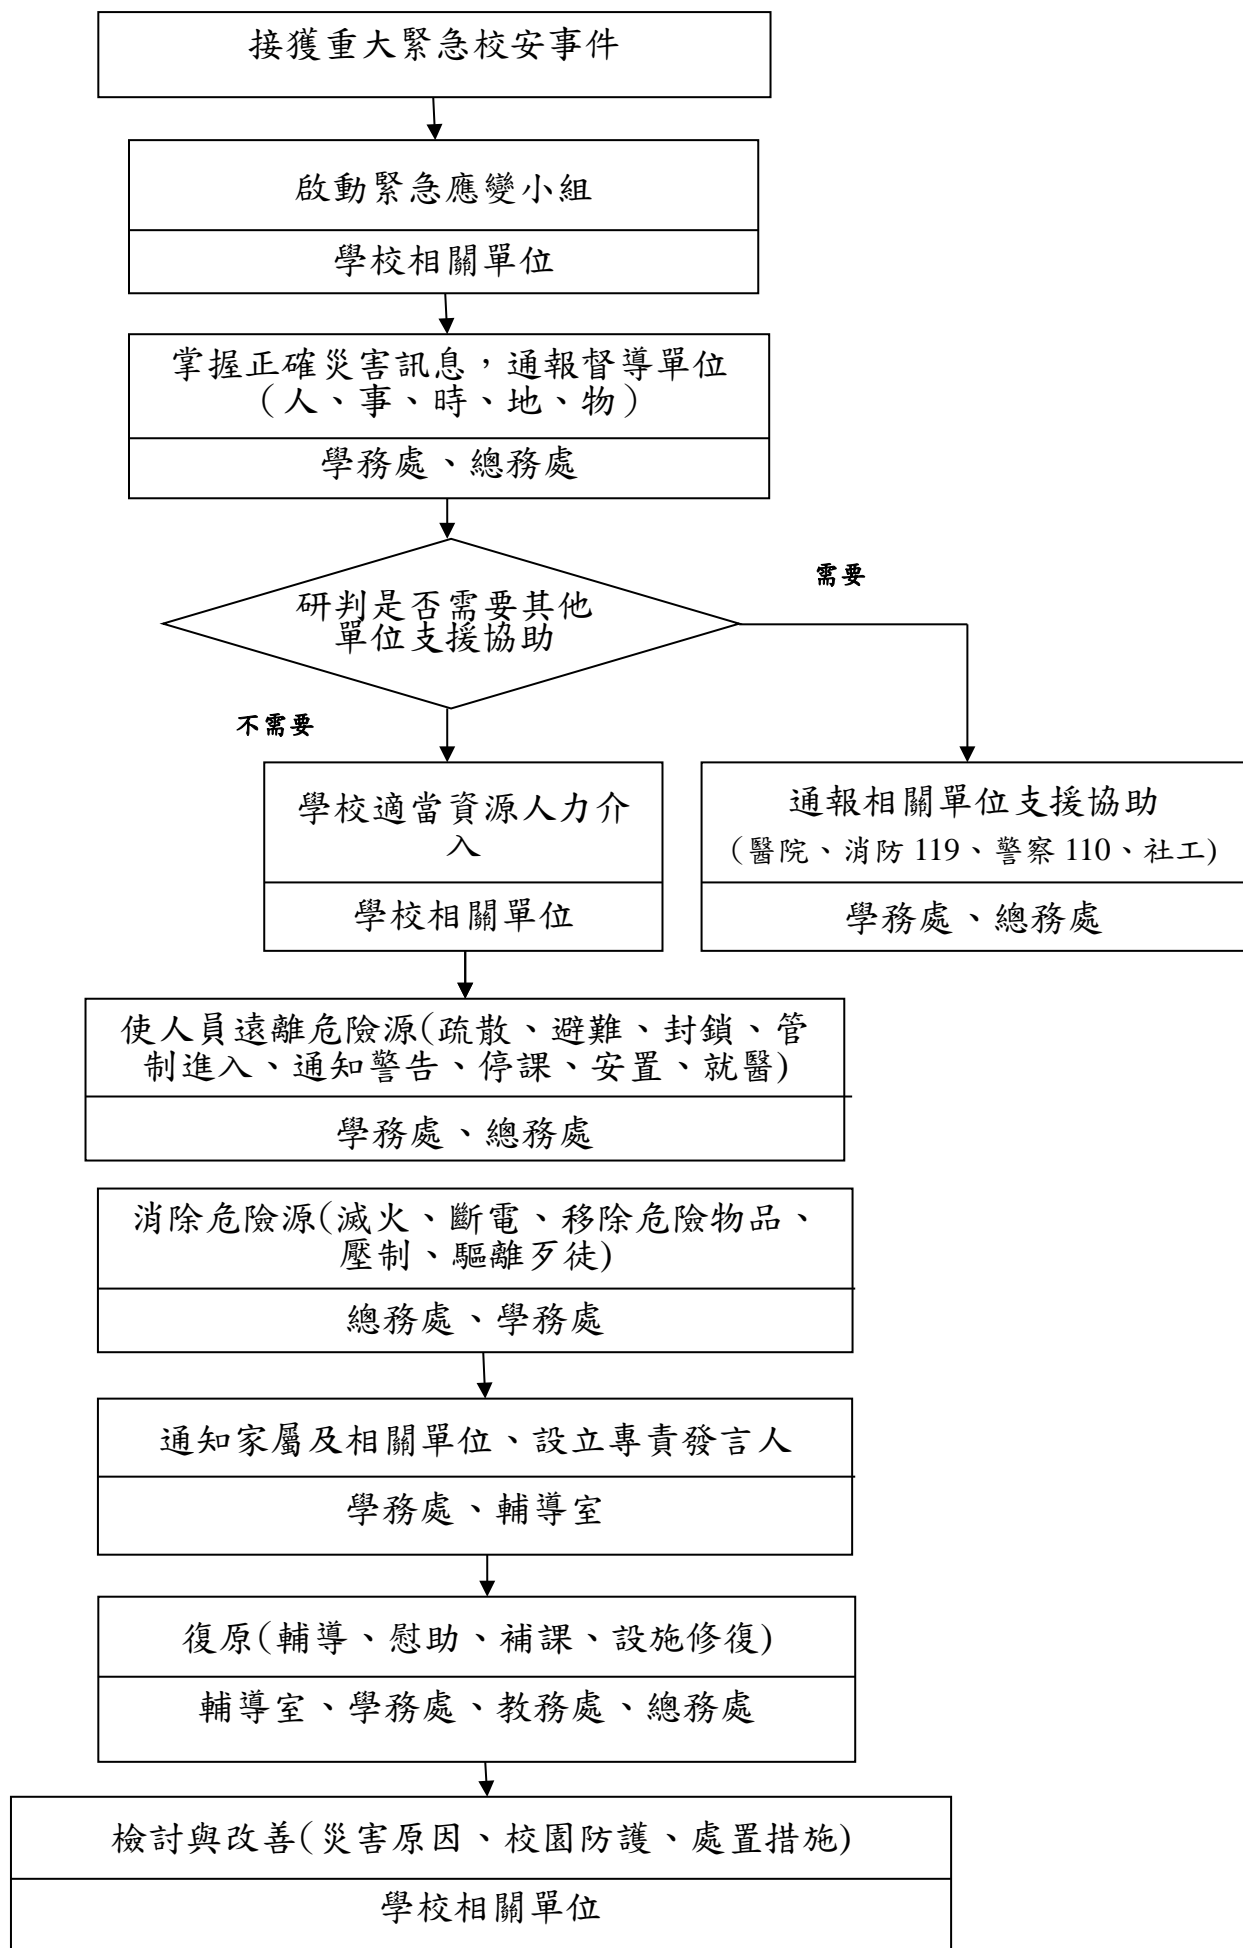 接獲重大緊急校安事件
啟動緊急應變小組
學校相關單位
掌握正確災害訊息，通報督導單位
（人、事、時、地、物）
學務處、總務處
研判是否需要其他
單位支援協助
需要
不需要
學校適當資源人力介
入
學校相關單位
通報相關單位支援協助
（醫院、消防 119、警察 110、社工)
學務處、總務處
使人員遠離危險源(疏散、避難、封鎖、管
制進入、通知警告、停課、安置、就醫)
學務處、總務處
消除危險源(滅火、斷電、移除危險物品、
壓制、驅離歹徒)
總務處、學務處
通知家屬及相關單位、設立專責發言人
學務處、輔導室
復原(輔導、慰助、補課、設施修復)
輔導室、學務處、教務處、總務處
檢討與改善(災害原因、校園防護、處置措施)
學校相關單位